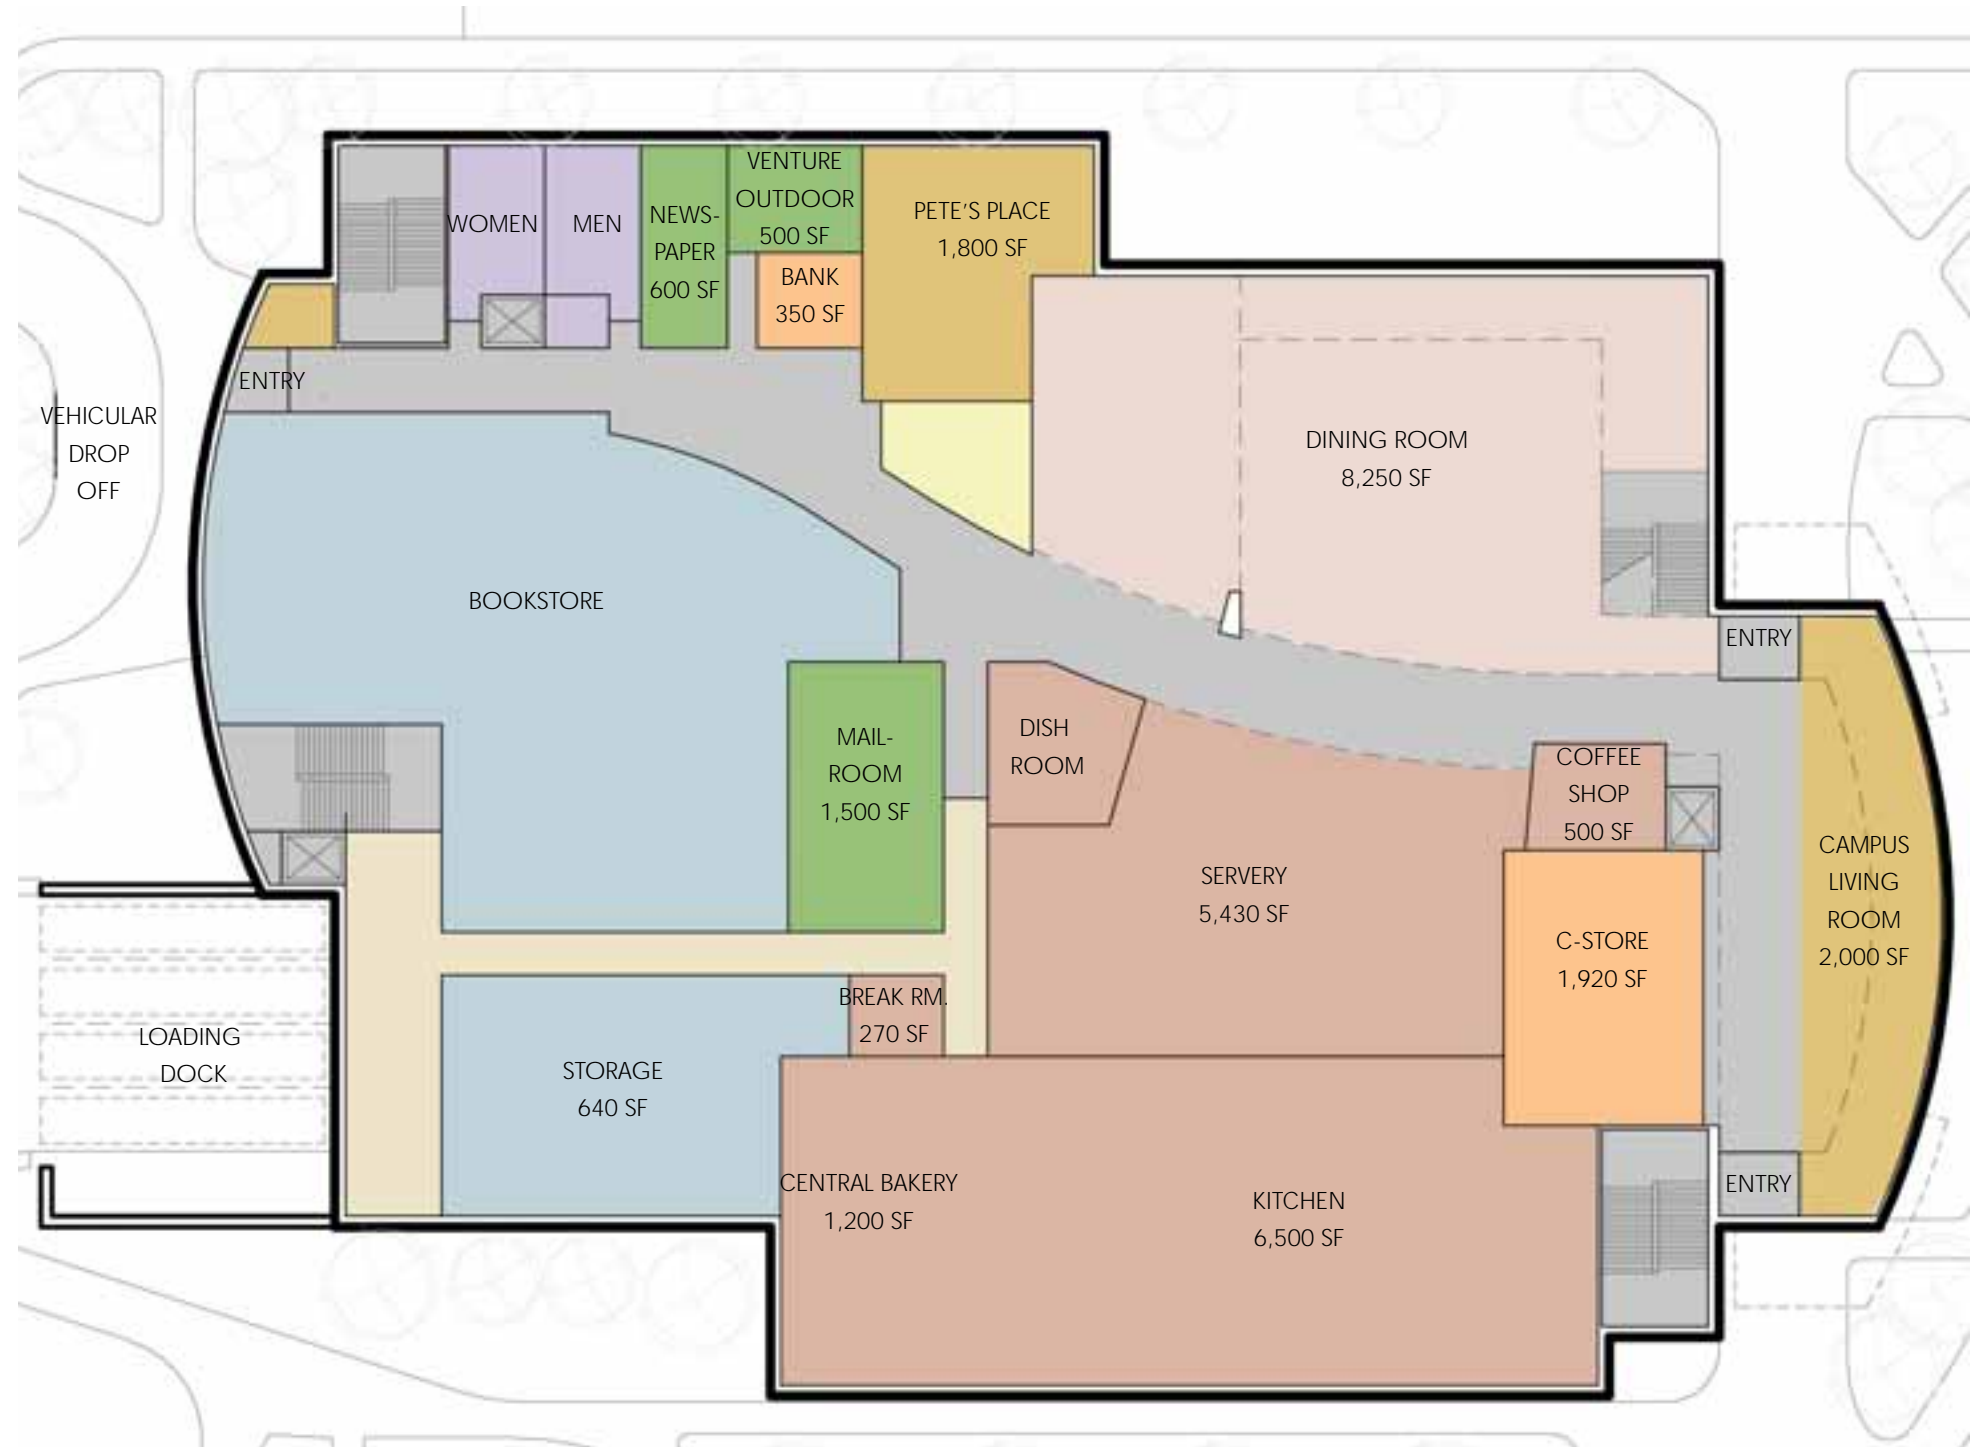 VENTURE
OUTDOOR
500 SF
WOMEN
MEN
NEWS-
PAPER
600 SF
PETE'S PLACE
1,800 SF
BANK
350 SF
ENTRY
VEHICULAR
DROP
OFF
DINING ROOM
8,250 SF
BOOKSTORE
ENTRY
MAIL-
ROOM
1,500 SF
DISH
ROOM
COFFEE
SHOP
500 SF
SERVERY
5,430 SF
CAMPUS
LIVING
ROOM
2,000 SF
C-STORE
1,920 SF
BREAK RM.
270 SF
LOADING
DOCK
STORAGE
640 SF
CENTRAL BAKERY
1,200 SF
KITCHEN
6,500 SF
ENTRY